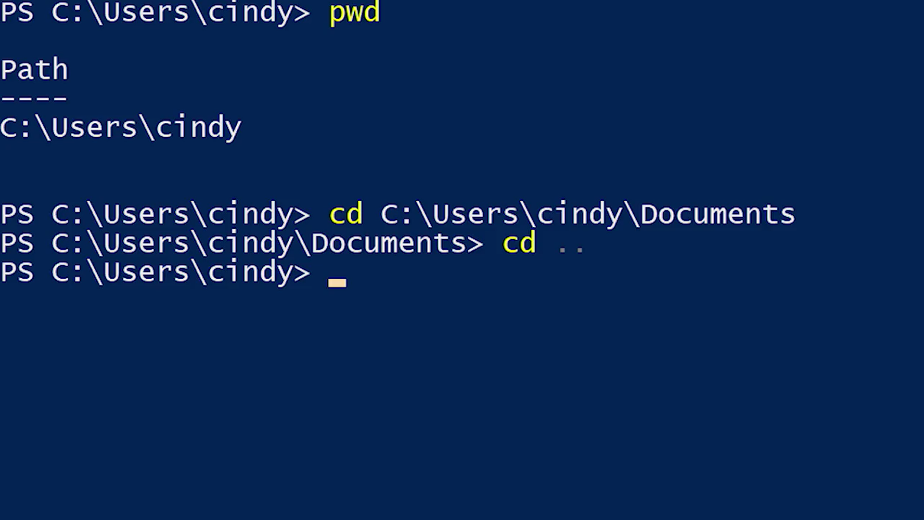 PS C:\Users\cindy> pwd
Path
----
C:\Users\cindy
PS C:\Users\cindy> cd C:\Users\cindy\Documents
PS C:\Users\cindy\Documents> cd ..
PS C:\Users\cindy> _